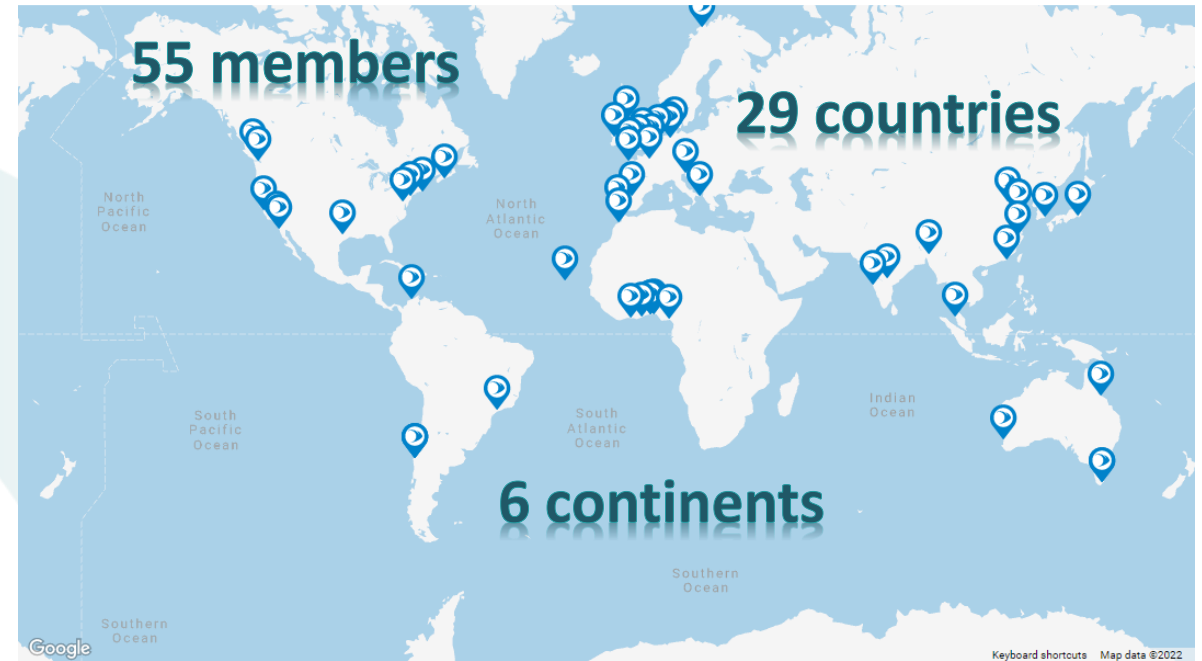 55 members
29 countries
North
Pacific
Ocean
North
Atlantic
Ocean
South
Pacific
Ocean
South
Atlantic
Ocean
Indian
Ocean
6 continents
Southern
Ocean
Southern
Ocean
Google
Keyboard shortcuts Map data ©2022